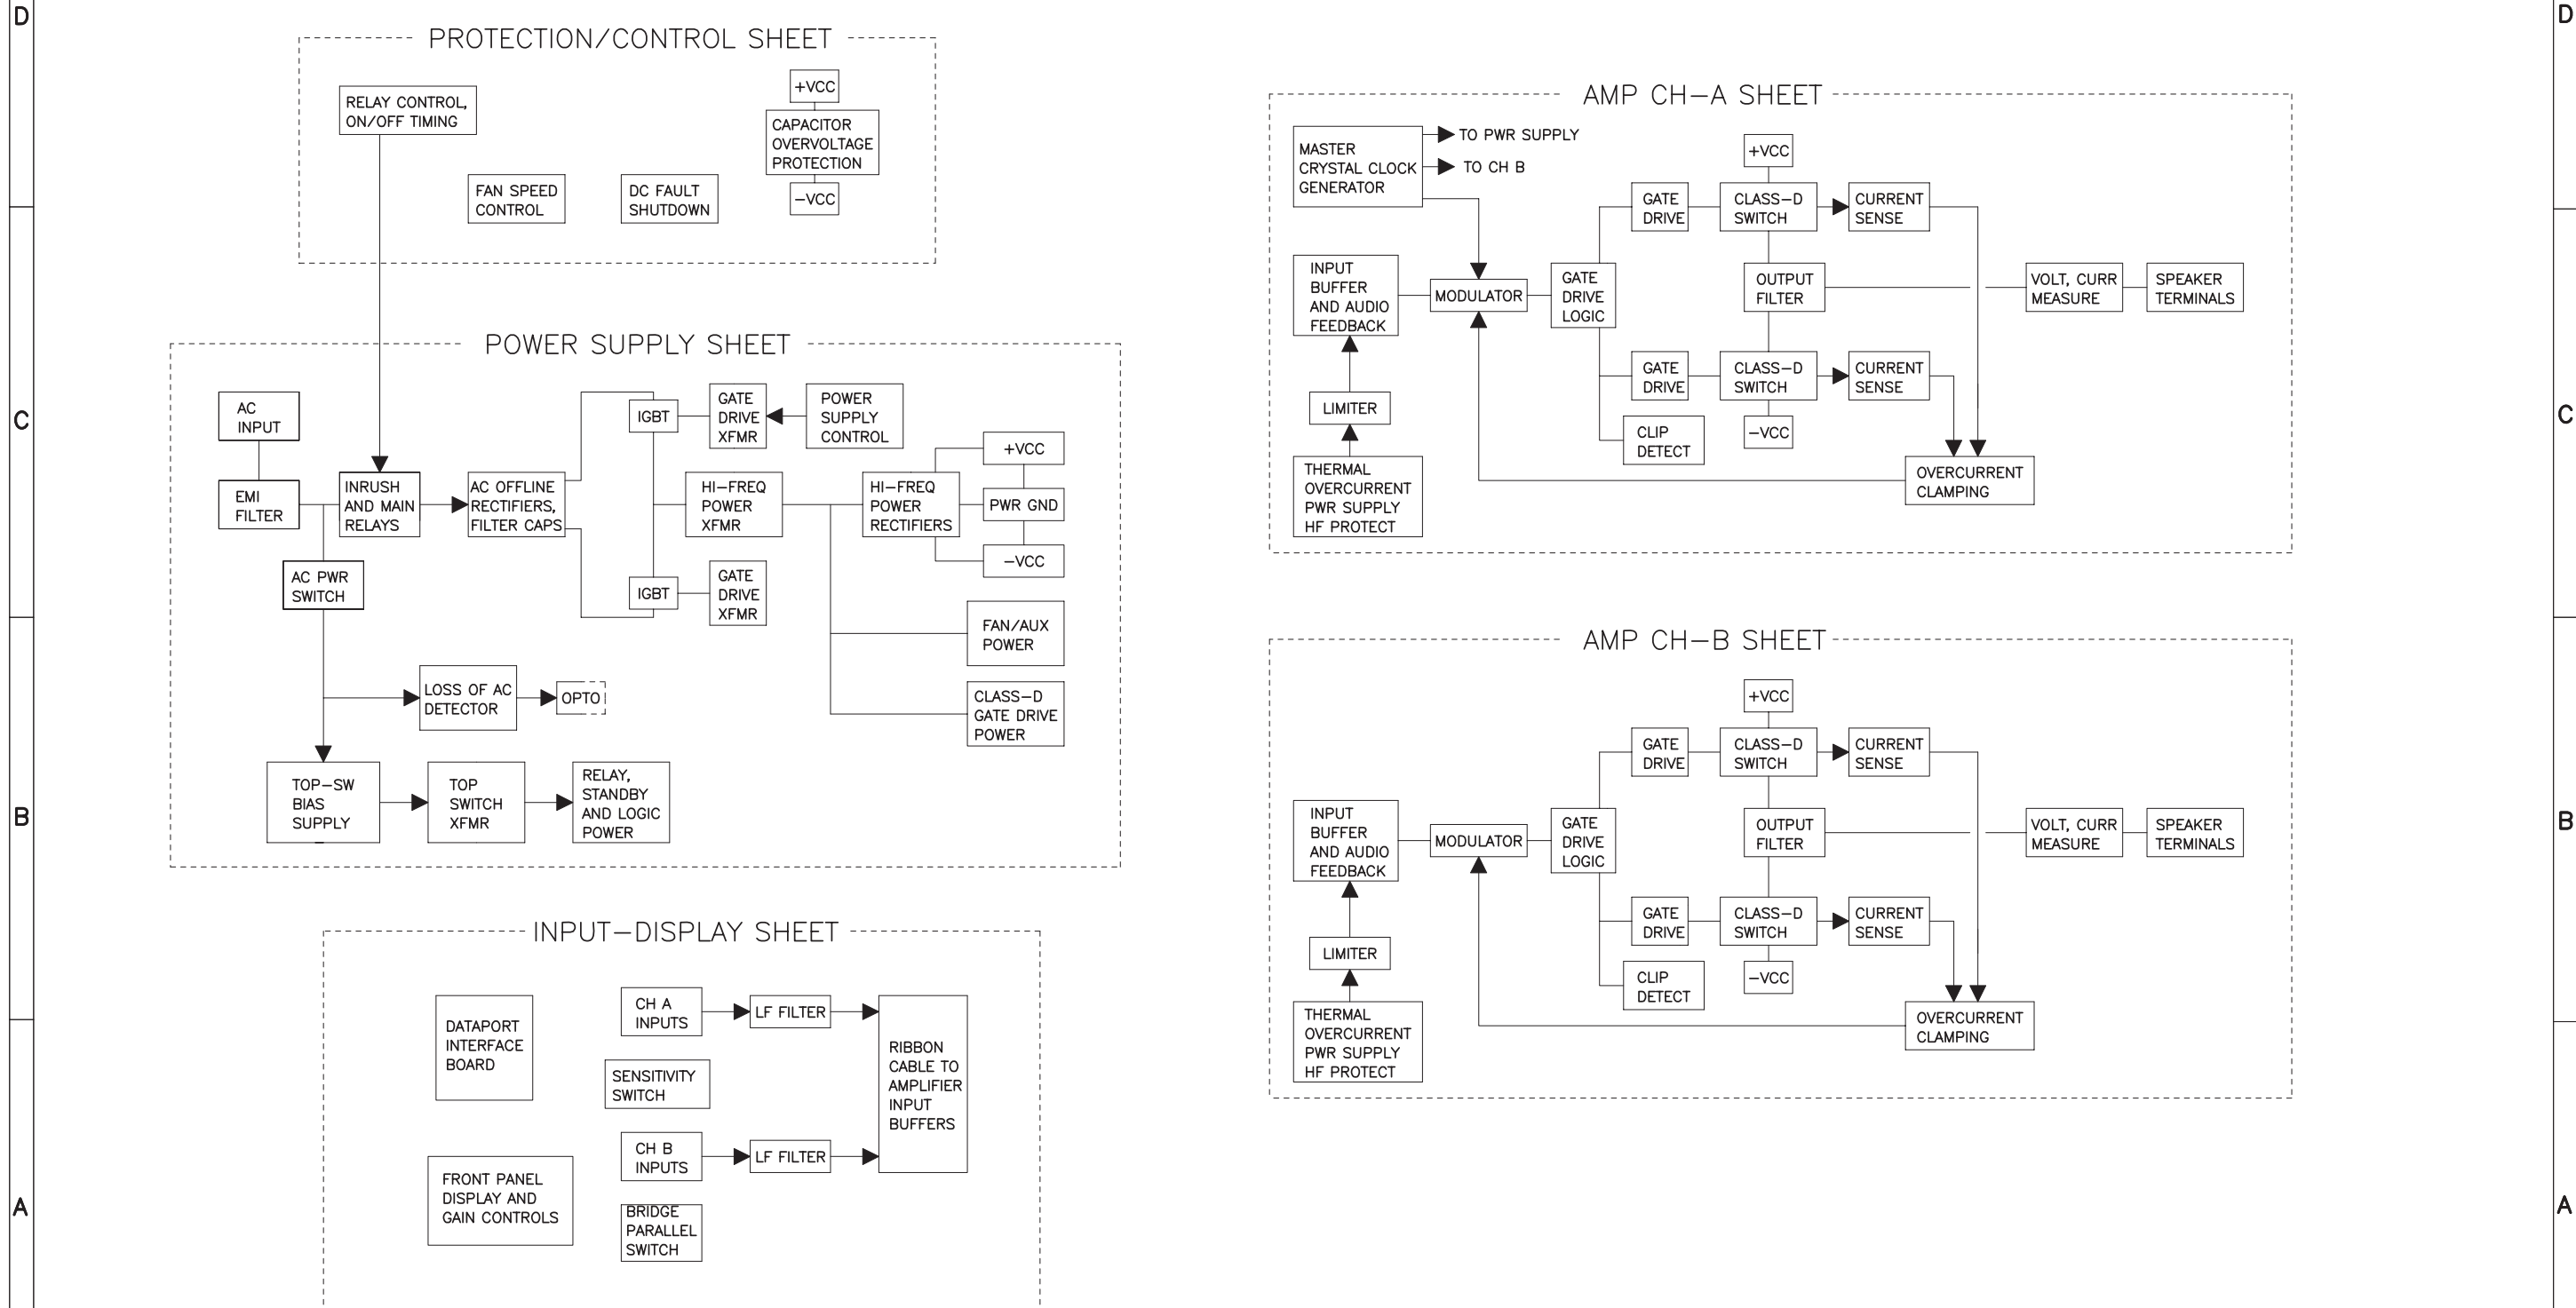 D
D
PROTECTION/CONTROL SHEET
RELAY CONTROL,
ON/OFF TIMING
+VCC
CAPACITOR
OVERVOLTAGE
PROTECTION
-VCC
FAN SPEED
CONTROL
DC FAULT
SHUTDOWN
POWER SUPPLY SHEET
C
AC
INPUT
EMI
FILTER
INRUSH
AND MAIN
RELAYS
AC OFFLINE
RECTIFIERS,
FILTER CAPS
IGBT
GATE
DRIVE
XFMR
POWER
SUPPLY
CONTROL
HI-FREQ
POWER
XFMR
HI-FREQ
POWER
RECTIFIERS
+VCC
PWR GND
-VCC
AC PWR
SWITCH
IGBT
GATE
DRIVE
XFMR
FAN/AUX
POWER
LOSS OF AC
DETECTOR
OPTO
CLASS-D
GATE DRIVE
POWER
B
TOP-SW
BIAS
SUPPLY
TOP
SWITCH
XFMR
RELAY,
STANDBY
AND LOGIC
POWER
INPUT-DISPLAY SHEET
DATAPORT
INTERFACE
BOARD
CH A
INPUTS
LF FILTER
SENSITIVITY
SWITCH
RIBBON
CABLE TO
AMPLIFIER
INPUT
BUFFERS
CH B
INPUTS
LF FILTER
A
FRONT PANEL
DISPLAY AND
GAIN CONTROLS
BRIDGE
PARALLEL
SWITCH
AMP CH-A SHEET
MASTER
CRYSTAL CLOCK
GENERATOR
TO PWR SUPPLY
TO CH B
+VCC
GATE
DRIVE
CLASS-D
SWITCH
CURRENT
SENSE
INPUT
BUFFER
AND AUDIO
FEEDBACK
MODULATOR
GATE
DRIVE
LOGIC
OUTPUT
FILTER
VOLT, CURR
MEASURE
SPEAKER
TERMINALS
GATE
DRIVE
CLASS-D
SWITCH
CURRENT
SENSE
LIMITER
CLIP
DETECT
-VCC
C
THERMAL
OVERCURRENT
PWR SUPPLY
HF PROTECT
OVERCURRENT
CLAMPING
AMP CH-B SHEET
+VCC
GATE
DRIVE
CLASS-D
SWITCH
CURRENT
SENSE
INPUT
BUFFER
AND AUDIO
FEEDBACK
MODULATOR
GATE
DRIVE
LOGIC
OUTPUT
FILTER
VOLT, CURR
MEASURE
SPEAKER
TERMINALS
B
GATE
DRIVE
CLASS-D
SWITCH
CURRENT
SENSE
LIMITER
CLIP
DETECT
-VCC
THERMAL
OVERCURRENT
PWR SUPPLY
HF PROTECT
OVERCURRENT
CLAMPING
A